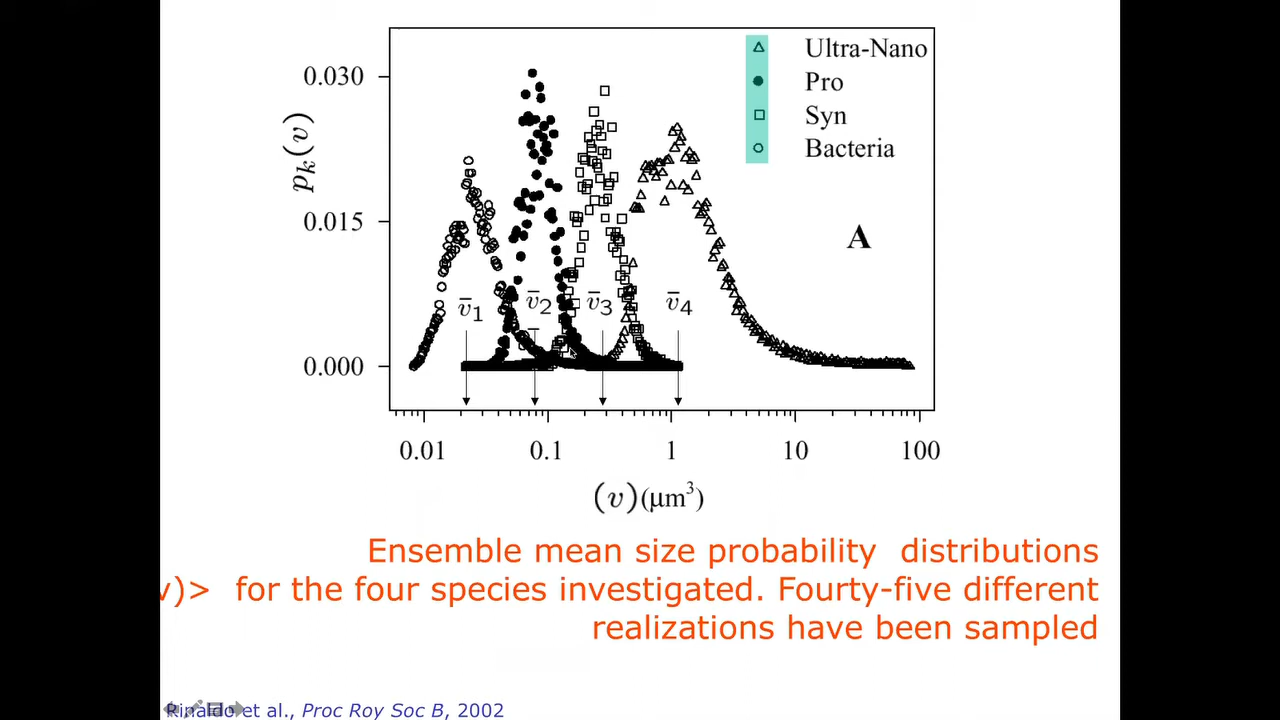 Ultra-Nano
Pro
Syn
Bacteria
A
0.030
0.015
0.000
pₖ(v)
v̅₁
v̅₂
v̅₃
v̅₄
0.01 0.1 1 10 100
(v)(μm³)
Ensemble mean size probability distributions
v)> for the four species investigated. Fourty-five different
realizations have been sampled
Rinaldo et al., Proc Roy Soc B, 2002